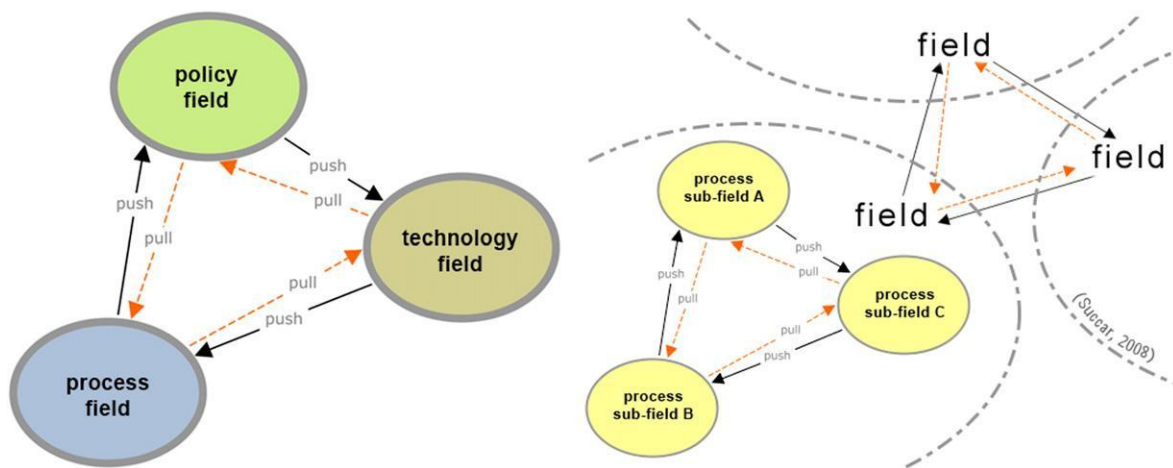 policy
field
push
pull
push
pull
technology
field
pull
push
process
field
field
field
field
process
sub-field A
push
pull
push
pull
process
sub-field C
pull
push
process
sub-field B
(Succar, 2008)